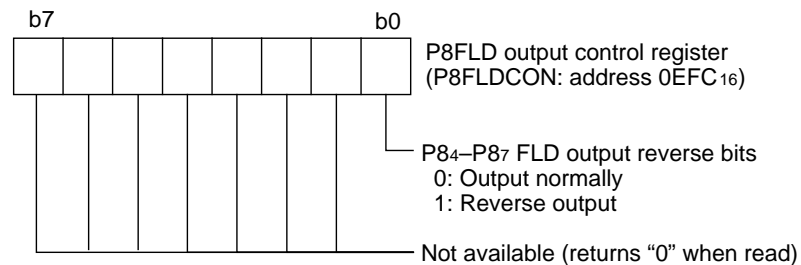 b7 b0
P8FLD output control register
(P8FLDCON: address 0EFC16)
P84–P87 FLD output reverse bits
0: Output normally
1: Reverse output
Not available (returns “0” when read)